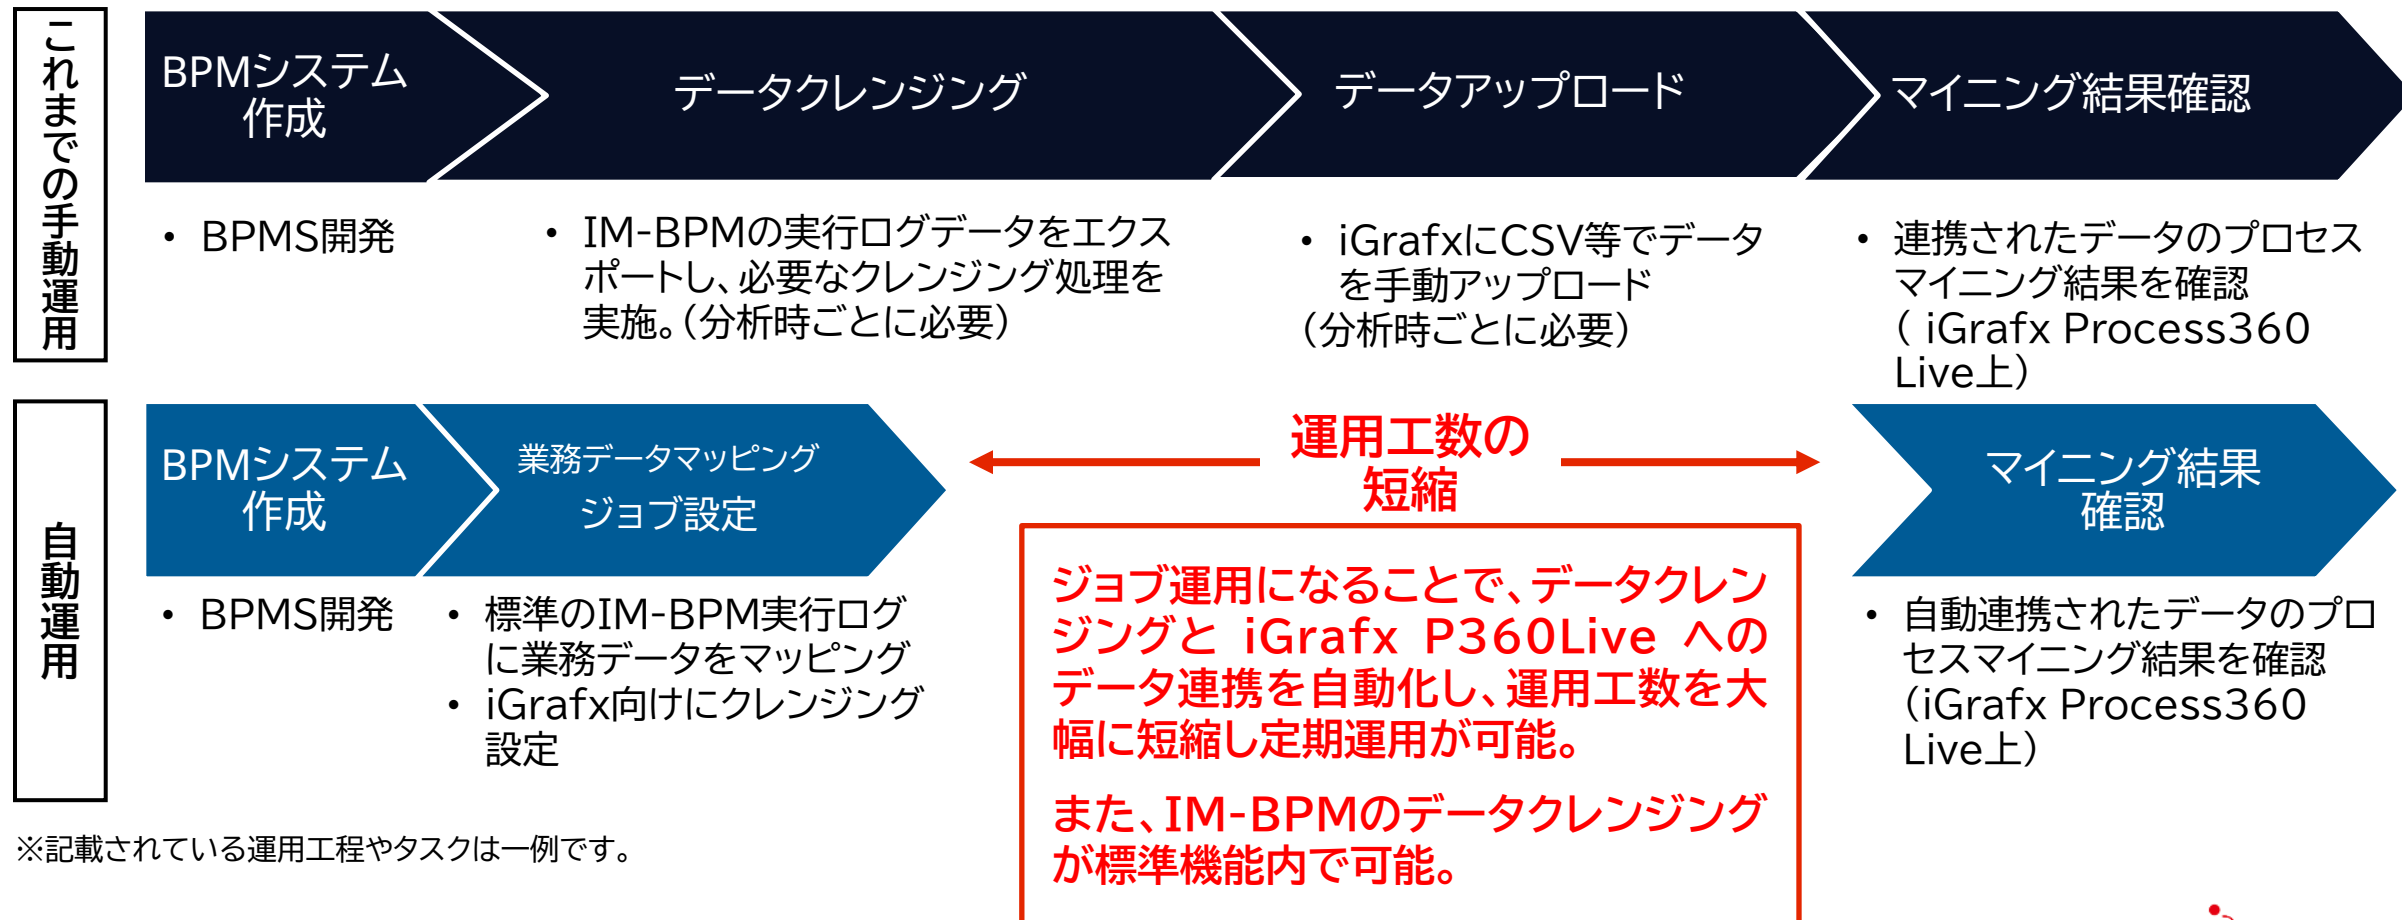 これまでの手動運用
BPMシステム
作成
データクレンジング
データアップロード
マイニング結果確認
• BPMS開発
• IM-BPMの実行ログデータをエクス
ポートし、必要なクレンジング処理を
実施。(分析時ごとに必要)
• iGrafxにCSV等でデータ
を手動アップロード
(分析時ごとに必要)
• 連携されたデータのプロセス
マイニング結果を確認
( iGrafx Process360
Live上)
自動運用
BPMシステム
作成
業務データマッピング
ジョブ設定
運用工数の
短縮
マイニング結果
確認
• BPMS開発
• 標準のIM-BPM実行ログ
に業務データをマッピング
• iGrafx向けにクレンジング
設定
ジョブ運用になることで、データクレン
ジングと iGrafx P360Live への
データ連携を自動化し、運用工数を大
幅に短縮し定期運用が可能。
また、IM-BPMのデータクレンジング
が標準機能内で可能。
• 自動連携されたデータのプロ
セスマイニング結果を確認
(iGrafx Process360
Live上)
※記載されている運用工程やタスクは一例です。